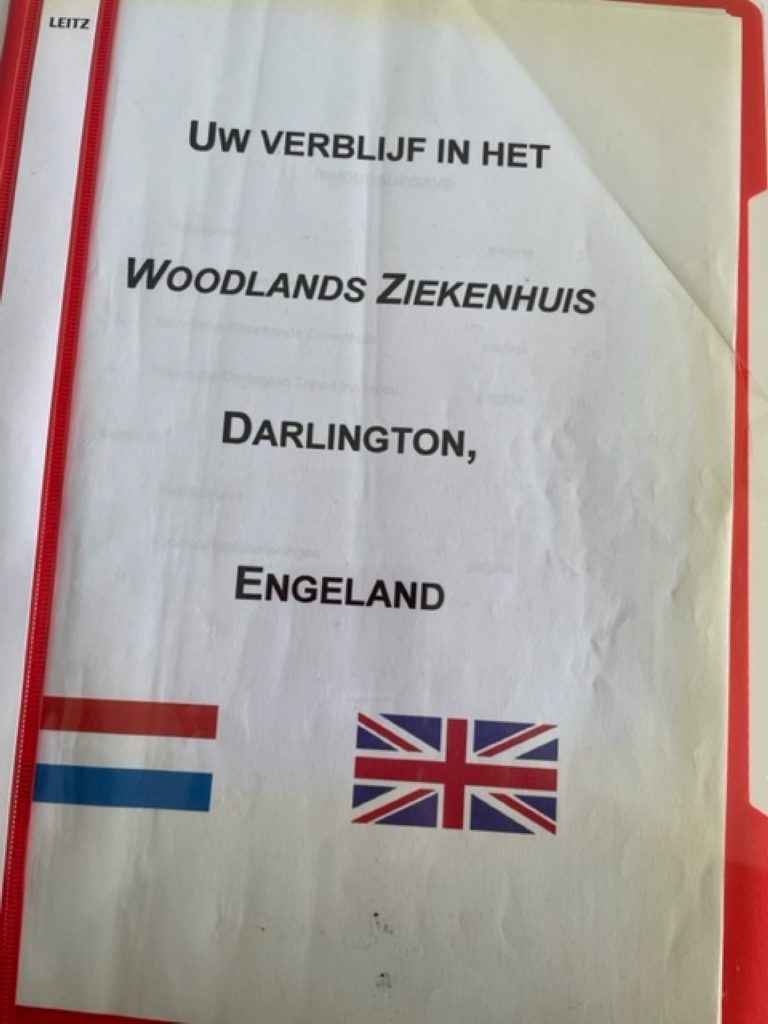 LEITZ
UW VERBLIJF IN HET
WOODLANDS ZIEKENHUIS
DARLINGTON,
ENGELAND